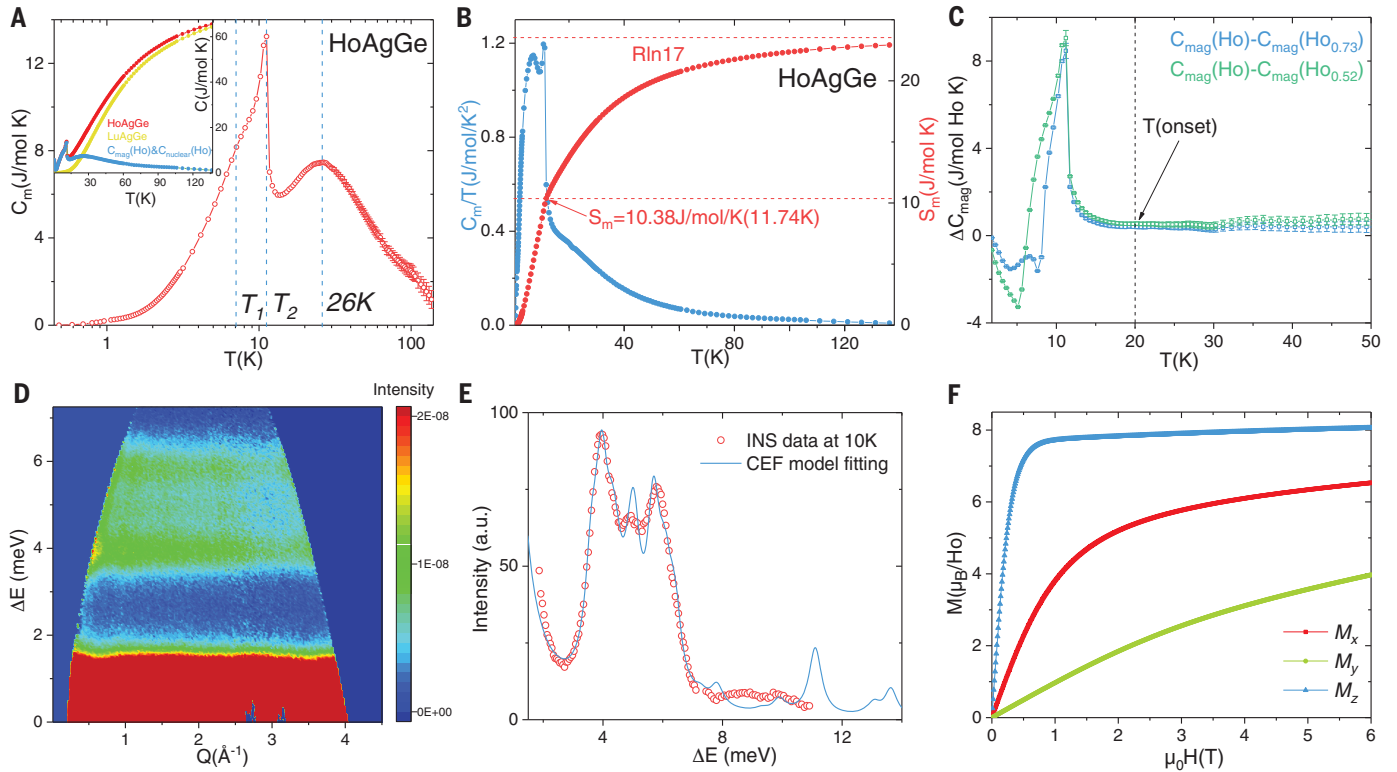 A
HoAgGe
C_m(J/mol K)
12
8
4
0
1
10
100
T(K)
T_1
T_2
26K
C(J/mol K)
60
40
20
0
30
60
90
120
T(K)
HoAgGe
LuAgGe
C_mag(Ho)&C_nuclear(Ho)
B
HoAgGe
Rln17
S_m=10.38J/mol/K(11.74K)
C_m/T(J/mol/K²)
1.2
0.8
0.4
0.0
40
80
120
T(K)
S_m(J/mol K)
20
10
0
C
C_mag(Ho)-C_mag(Ho_0.73)
C_mag(Ho)-C_mag(Ho_0.52)
T(onset)
ΔC_mag(J/mol Ho K)
12
8
4
0
-4
10
20
30
40
50
T(K)
D
Intensity
2E-08
1E-08
0E+00
ΔE (meV)
6
5
4
3
2
1
0
1
2
3
4
Q(Å⁻¹)
E
INS data at 10K
CEF model fitting
Intensity (a.u.)
100
50
0
4
8
12
ΔE (meV)
F
M(μ_B/Ho)
8
6
4
2
0
0
1
2
3
4
5
6
μ_0H(T)
M_x
M_y
M_z